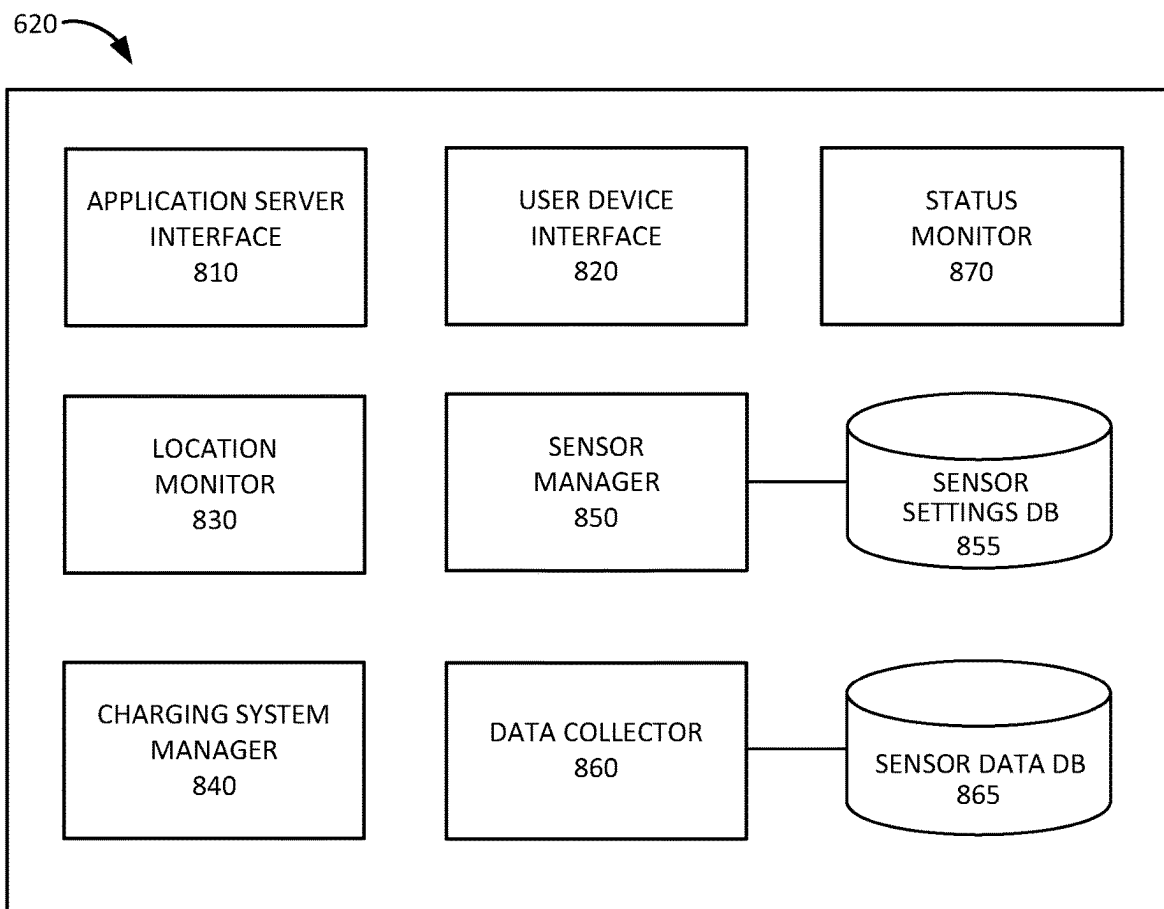 620
APPLICATION SERVER
INTERFACE
810
USER DEVICE
INTERFACE
820
STATUS
MONITOR
870
LOCATION
MONITOR
830
SENSOR
MANAGER
850
SENSOR
SETTINGS DB
855
CHARGING SYSTEM
MANAGER
840
DATA COLLECTOR
860
SENSOR DATA DB
865